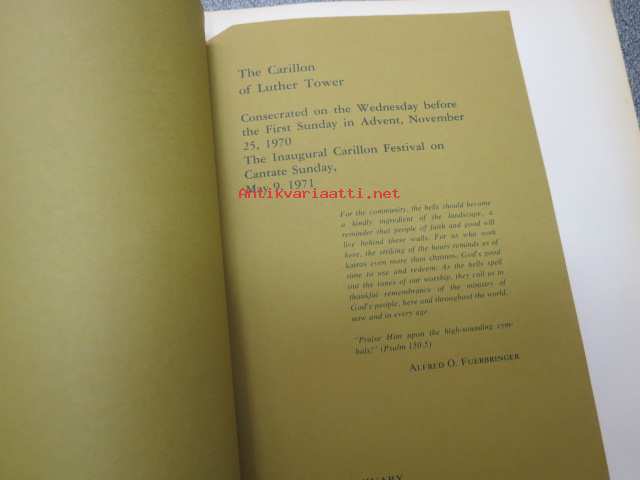 The Carillon
of Luther Tower
Consecrated on the Wednesday before
the First Sunday in Advent, November
25, 1970
The Inaugural Carillon Festival on
Cantate Sunday,
May 9, 1971
Antikvariaatti.net
For the community, the bells should become
a kindly ingredient of the landscape, a
reminder that people of faith and good will
live behind these walls. For us who work
here, the striking of the hours reminds us of
kairos even more than chronos, God's good
time to use and redeem. As the bells spell
out the tones of our worship, they call us to
thankful remembrance of the ministry of
God's people, here and throughout the world,
now and in every age.
"Praise Him upon the high-sounding cym-
bals!" (Psalm 150:5)
ALFRED O. FUERBRINGER